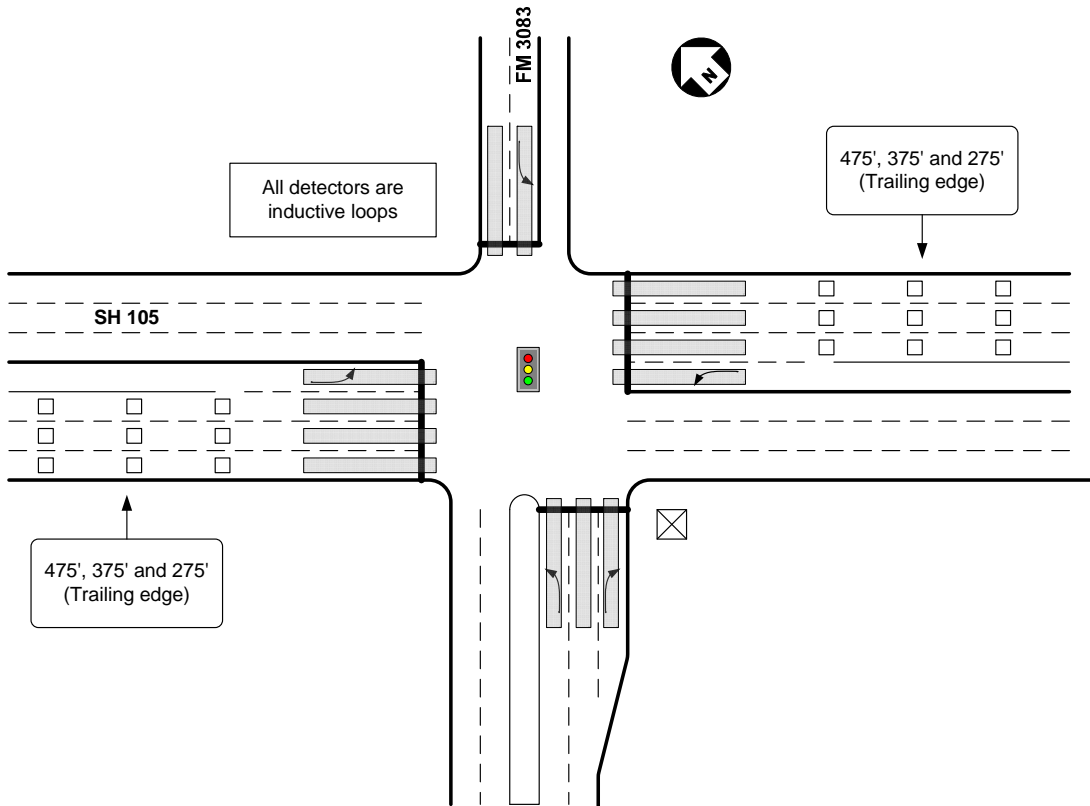 FM 3083
N
475', 375' and 275'
(Trailing edge)
All detectors are
inductive loops
SH 105
475', 375' and 275'
(Trailing edge)